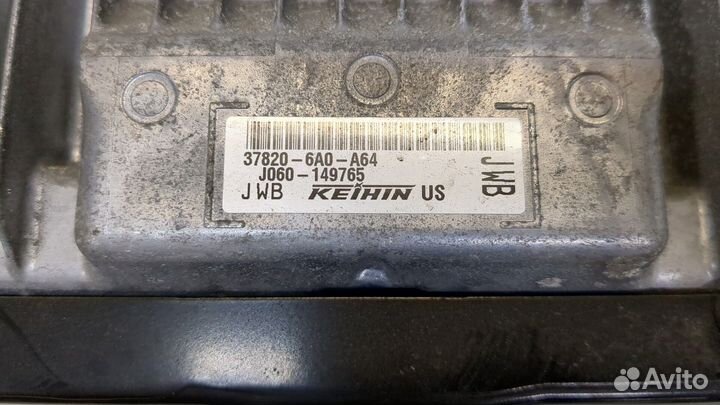 37820-6A0-A64
J060-149765
JWB KEIHIN US
JWB
Avito